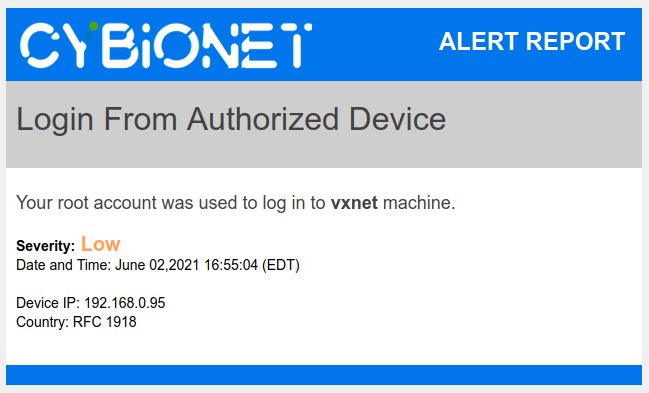 CYBIONET
ALERT REPORT
Login From Authorized Device
Your root account was used to log in to vxnet machine.
Severity: Low
Date and Time: June 02,2021 16:55:04 (EDT)
Device IP: 192.168.0.95
Country: RFC 1918